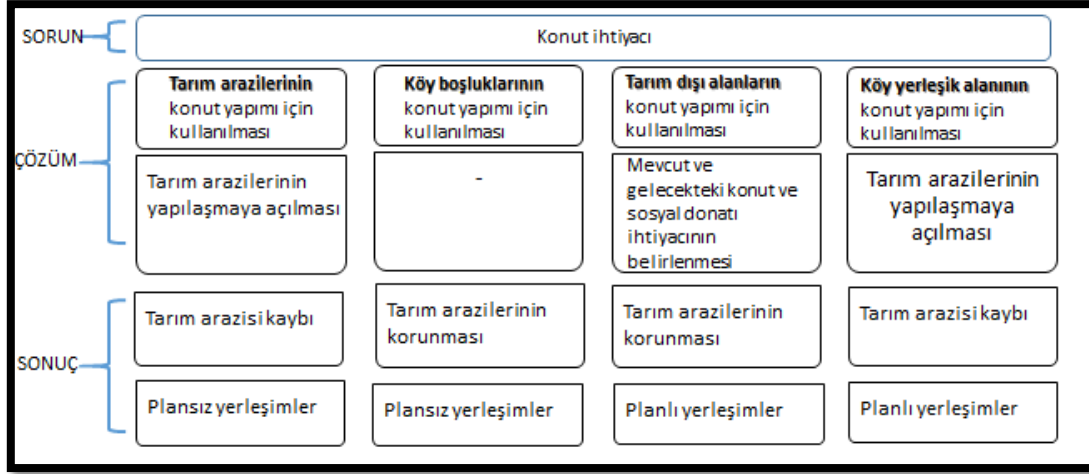 SORUN
Konut ihtiyacı
Tarım arazilerinin
konut yapımı için
kullanılması
Köy boşluklarının
konut yapımı için
kullanılması
Tarım dışı alanların
konut yapımı için
kullanılması
Köy yerleşik alanının
konut yapımı için
kullanılması
ÇÖZÜM
Tarım arazilerinin
yapılaşmaya açılması
-
Mevcut ve
gelecekteki konut ve
sosyal donatı
ihtiyacının
belirlenmesi
Tarım arazilerinin
yapılaşmaya
açılması
SONUÇ
Tarım arazisi kaybı
Tarım arazilerinin
korunması
Tarım arazilerinin
korunması
Tarım arazisi kaybı
Plansız yerleşimler
Plansız yerleşimler
Planlı yerleşimler
Planlı yerleşimler